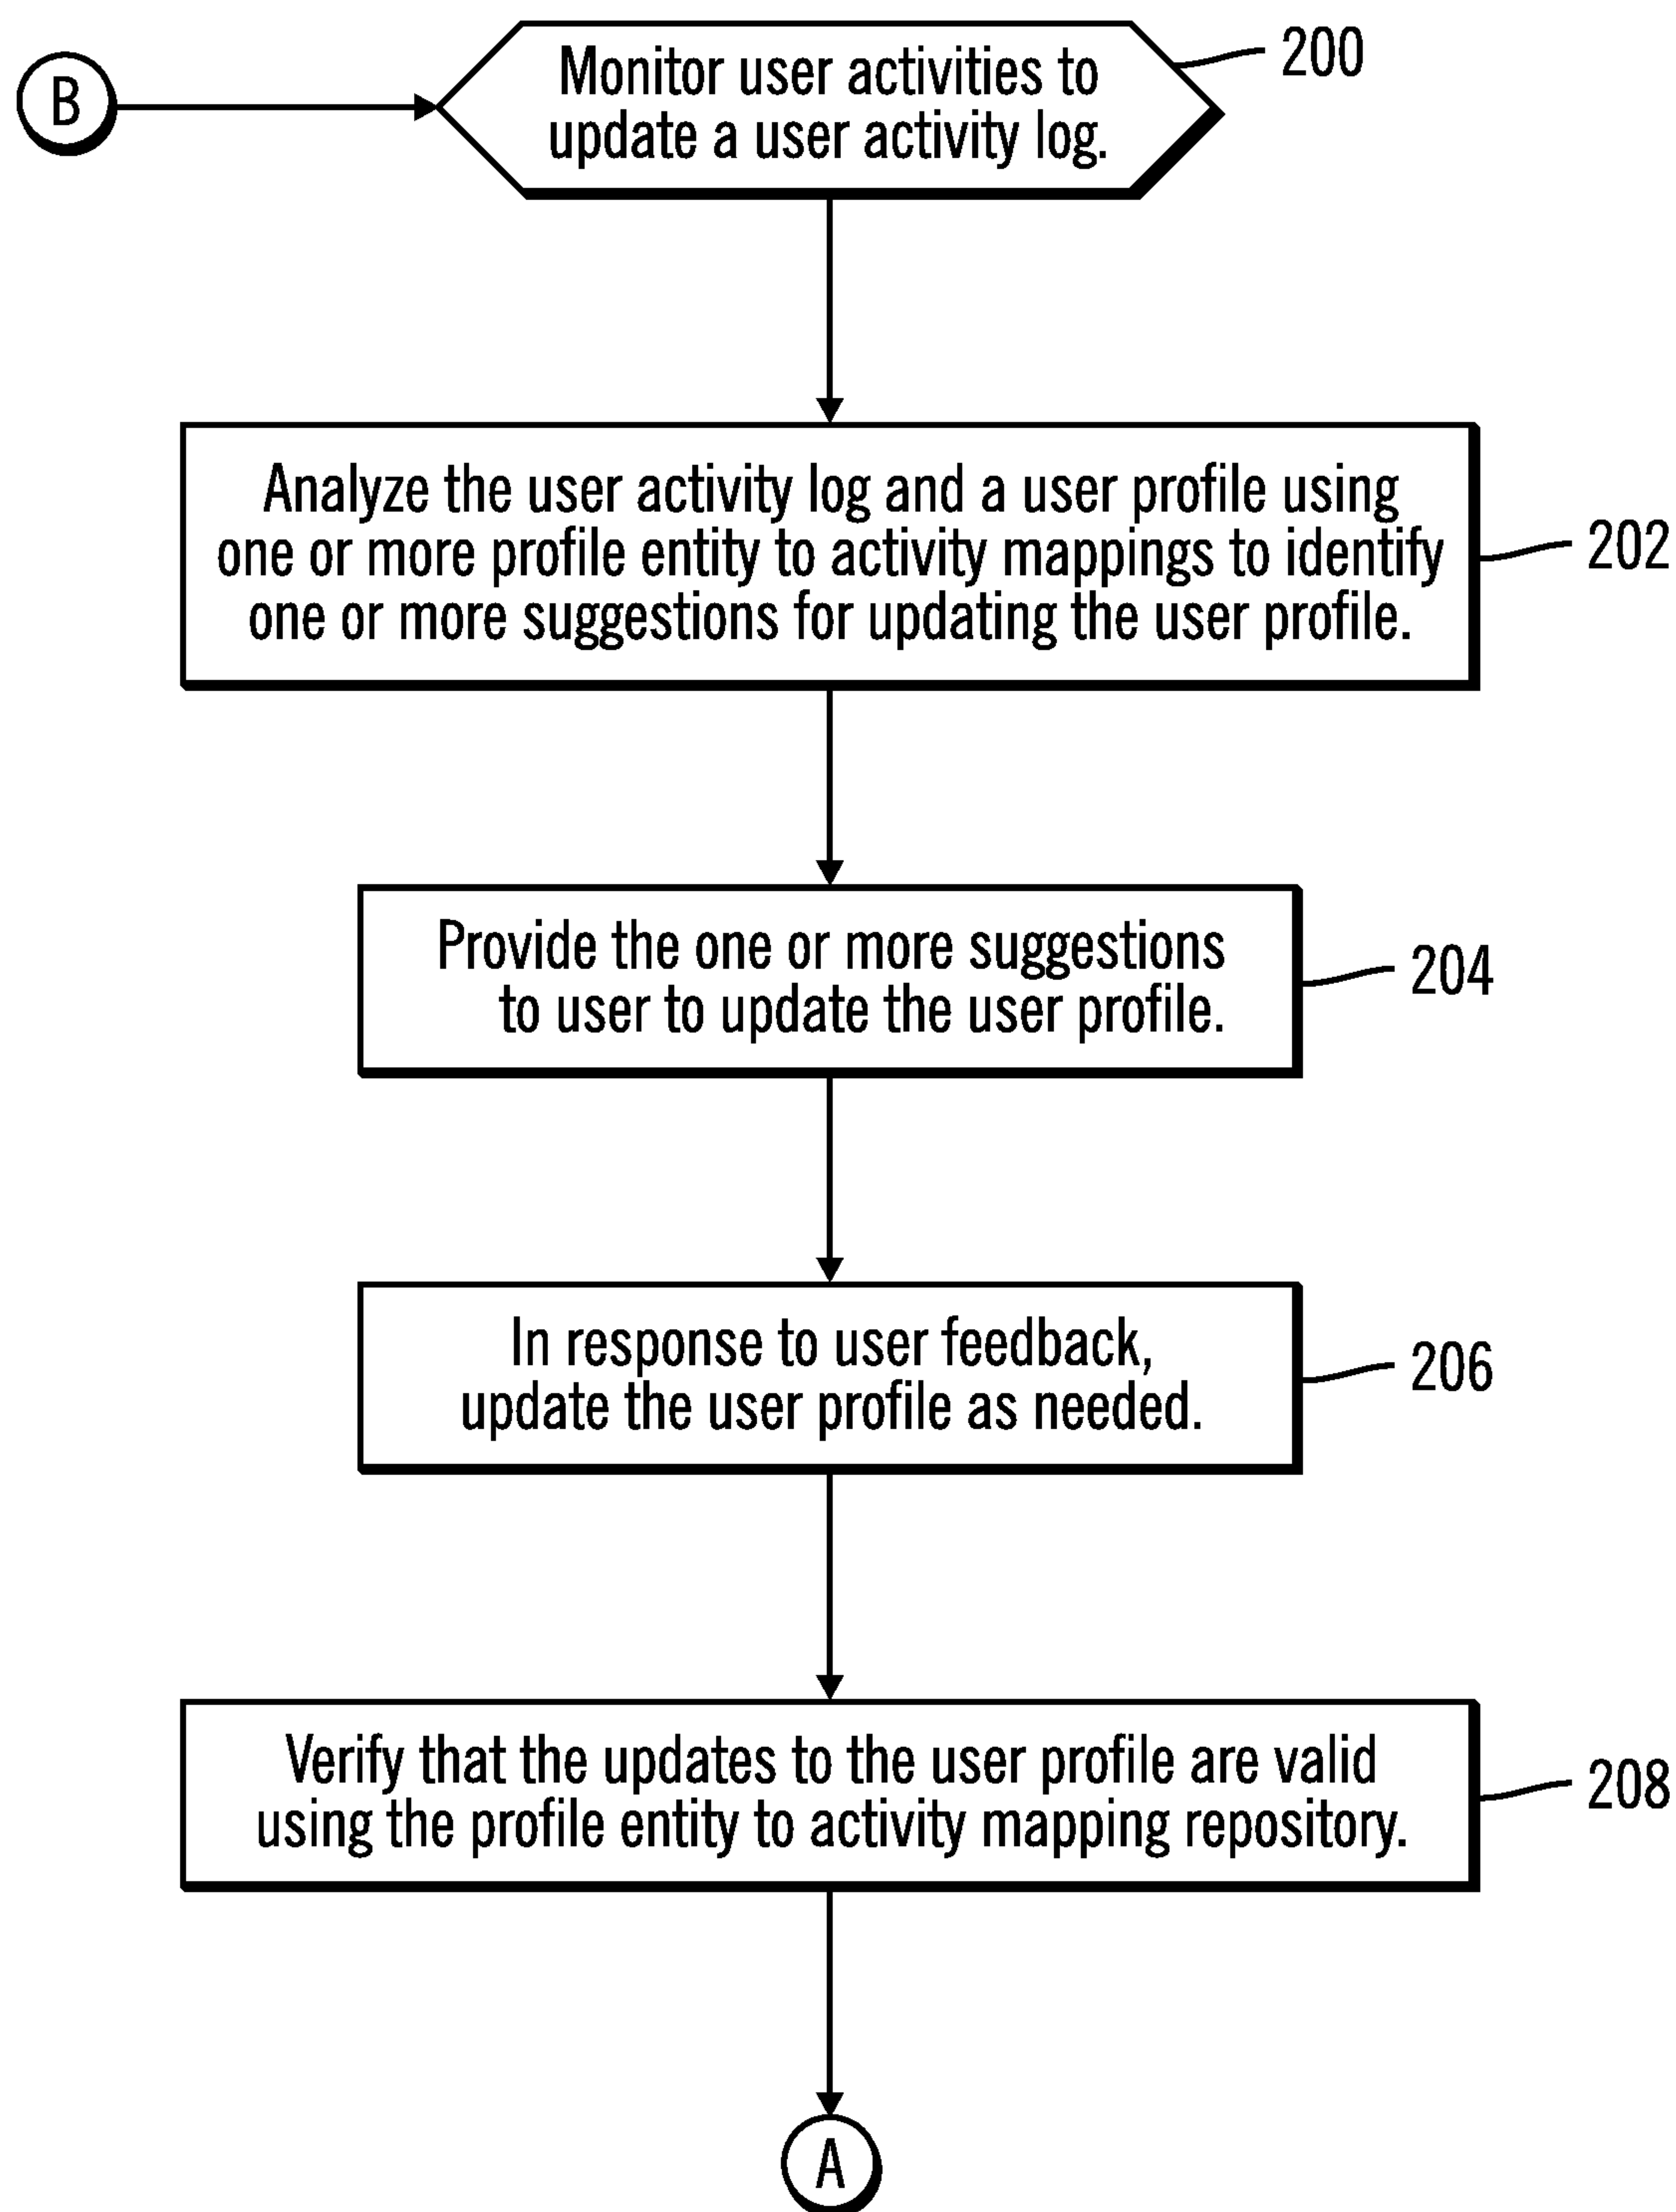 B
Monitor user activities to
update a user activity log.
200
Analyze the user activity log and a user profile using
one or more profile entity to activity mappings to identify
one or more suggestions for updating the user profile.
202
Provide the one or more suggestions
to user to update the user profile.
204
In response to user feedback,
update the user profile as needed.
206
Verify that the updates to the user profile are valid
using the profile entity to activity mapping repository.
208
A